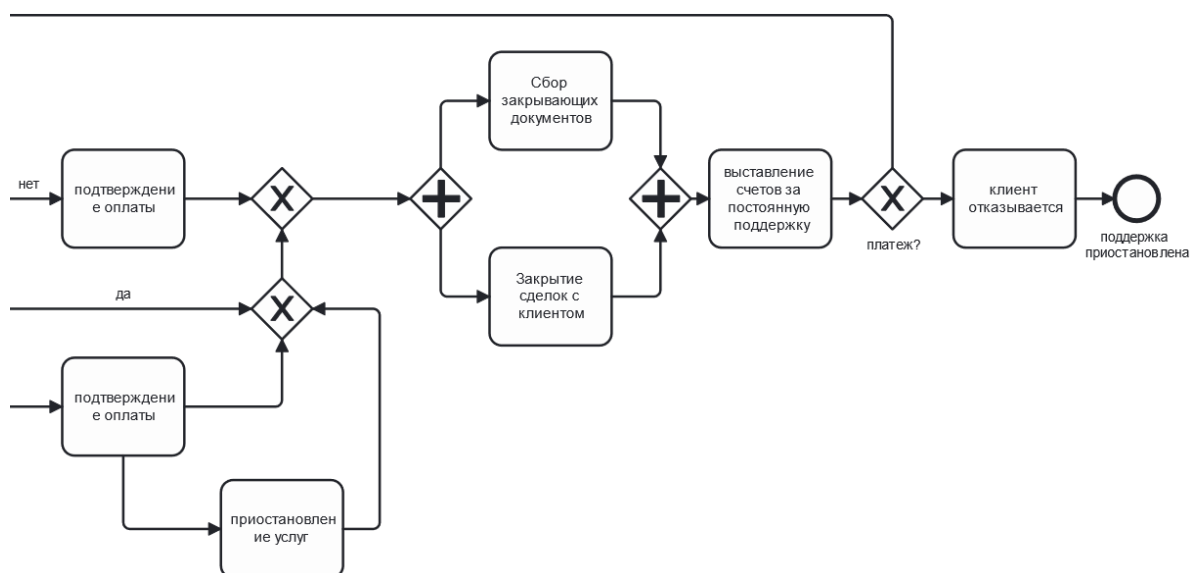 Сбор
закрывающих
документов
нет
подтверждени
е оплаты
выставление
счетов за
постоянную
поддержку
клиент
отказывается
платеж?
поддержка
приостановлена
Закрытие
сделок с
клиентом
да
подтверждени
е оплаты
приостановлен
ие услуг